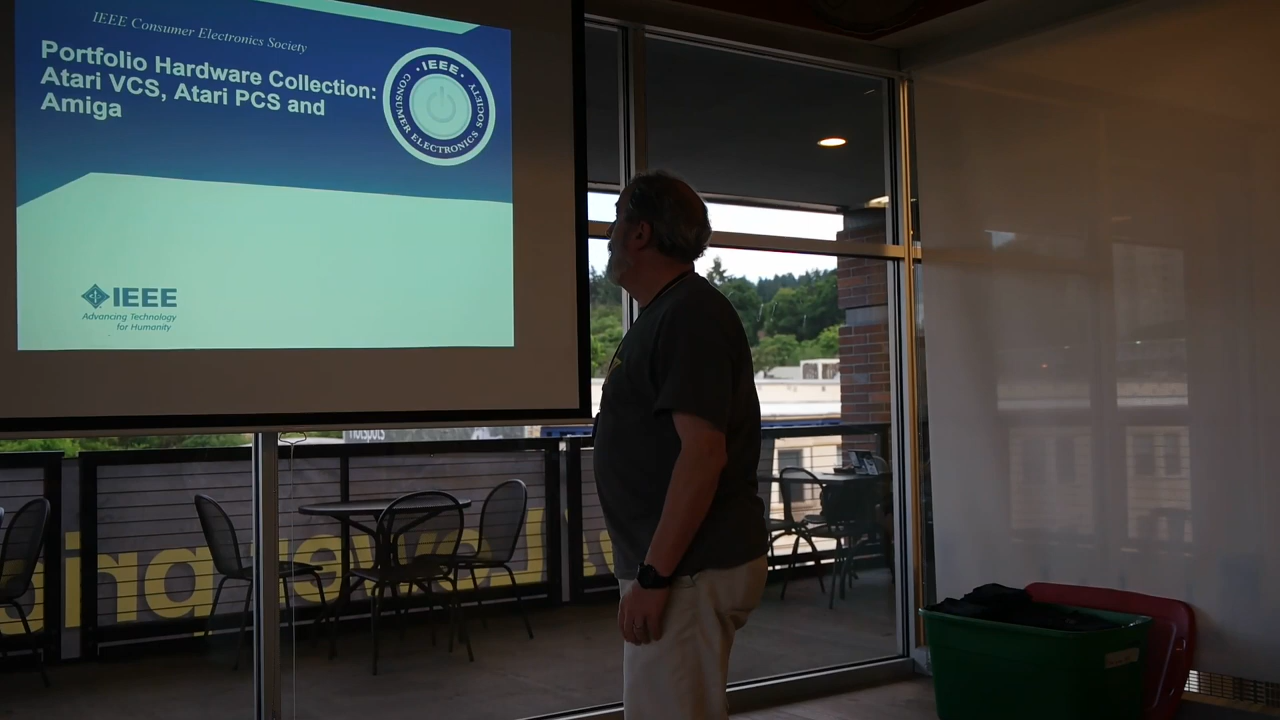 IEEE Consumer Electronics Society
Portfolio Hardware Collection:
Atari VCS, Atari PCS and
Amiga
IEEE
CONSUMER ELECTRONICS SOCIETY
IEEE
Advancing Technology
for Humanity
hotspots